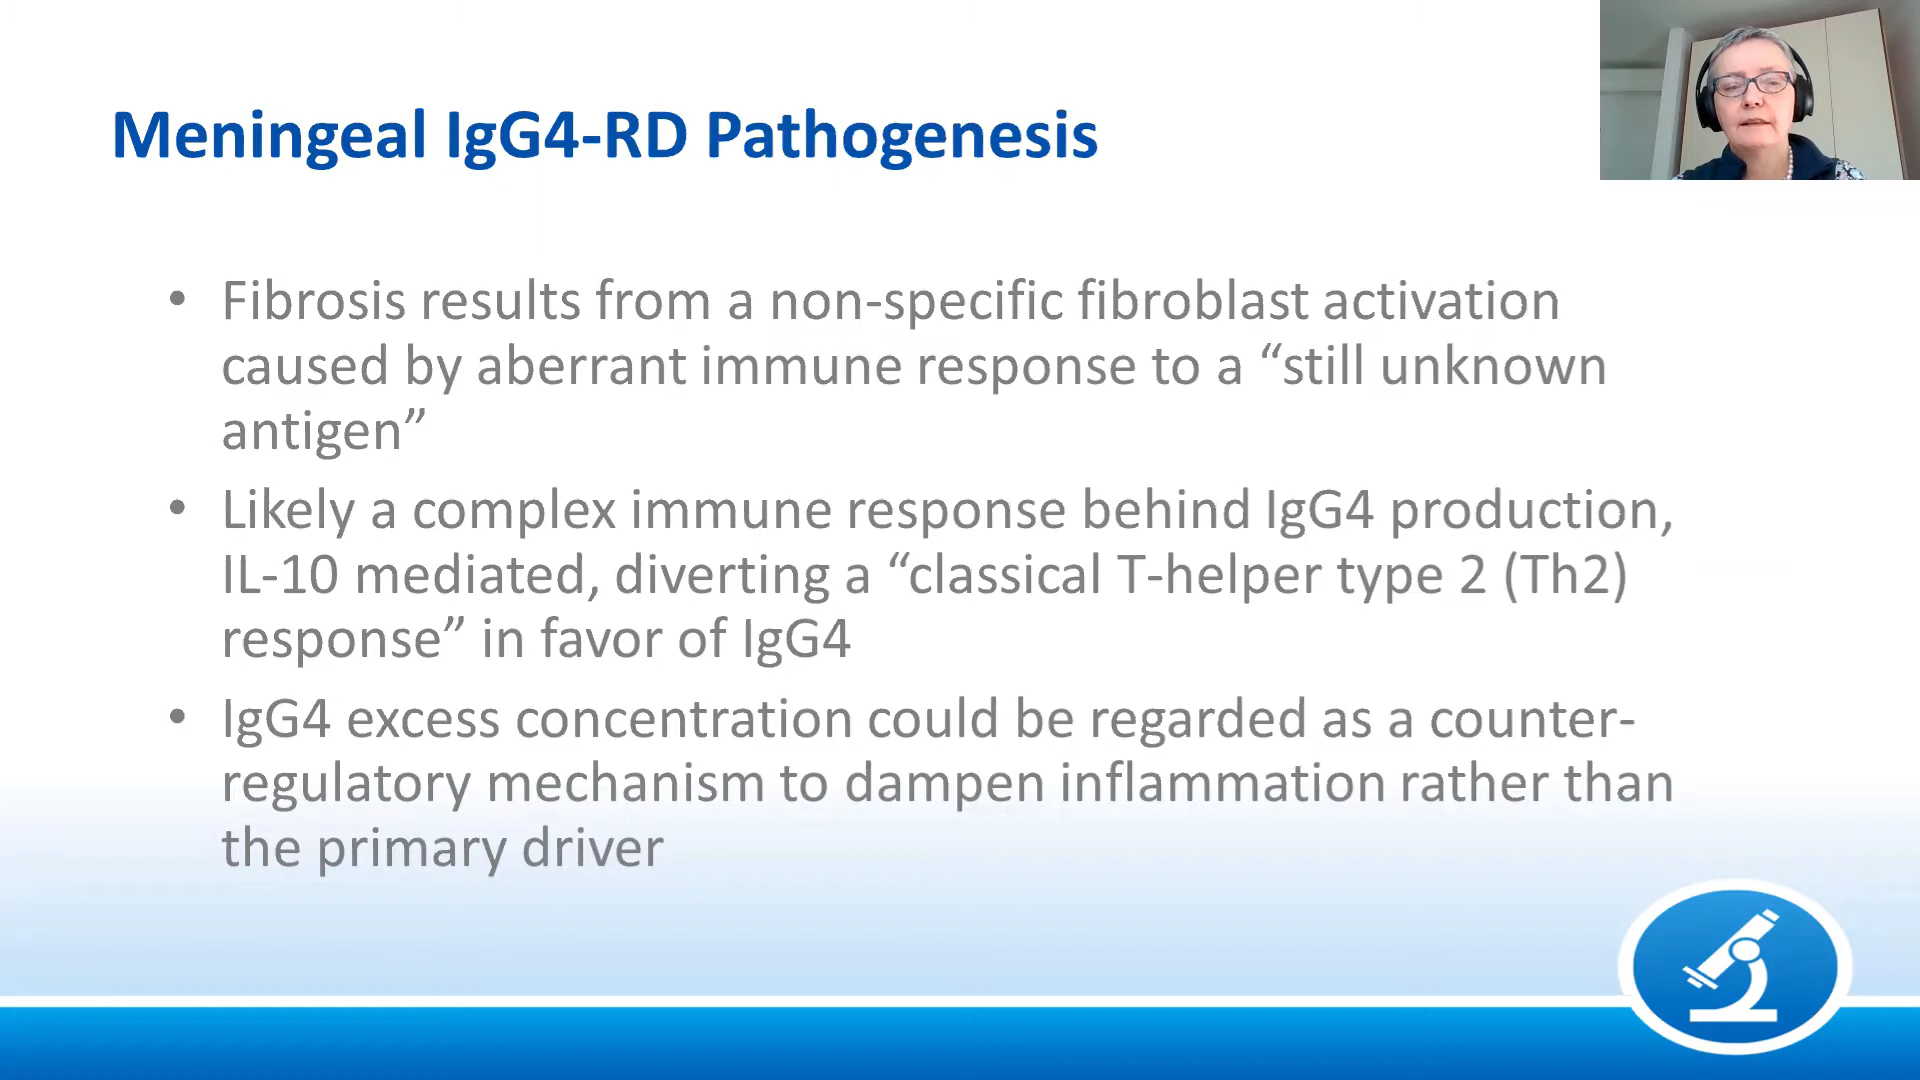 Meningeal IgG4-RD Pathogenesis
• Fibrosis results from a non-specific fibroblast activation
caused by aberrant immune response to a “still unknown
antigen”
• Likely a complex immune response behind IgG4 production,
IL-10 mediated, diverting a “classical T-helper type 2 (Th2)
response” in favor of IgG4
• IgG4 excess concentration could be regarded as a counter-
regulatory mechanism to dampen inflammation rather than
the primary driver